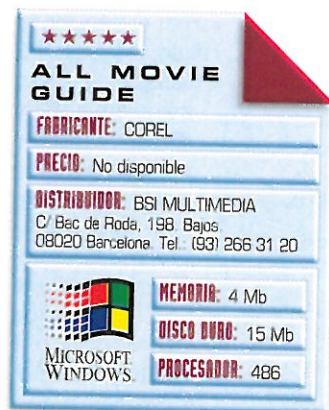 ALL MOVIE
GUIDE
FABRICANTE: COREL
PRECIO: No disponible
DISTRIBUIDOR: BSI MULTIMEDIA
C/ Bac de Roda, 198. Bajos.
08020 Barcelona. Tel.: (93) 266 31 20
MICROSOFT
WINDOWS
MEMORIA: 4 Mb
DISCO DURO: 15 Mb
PROCESADOR: 486